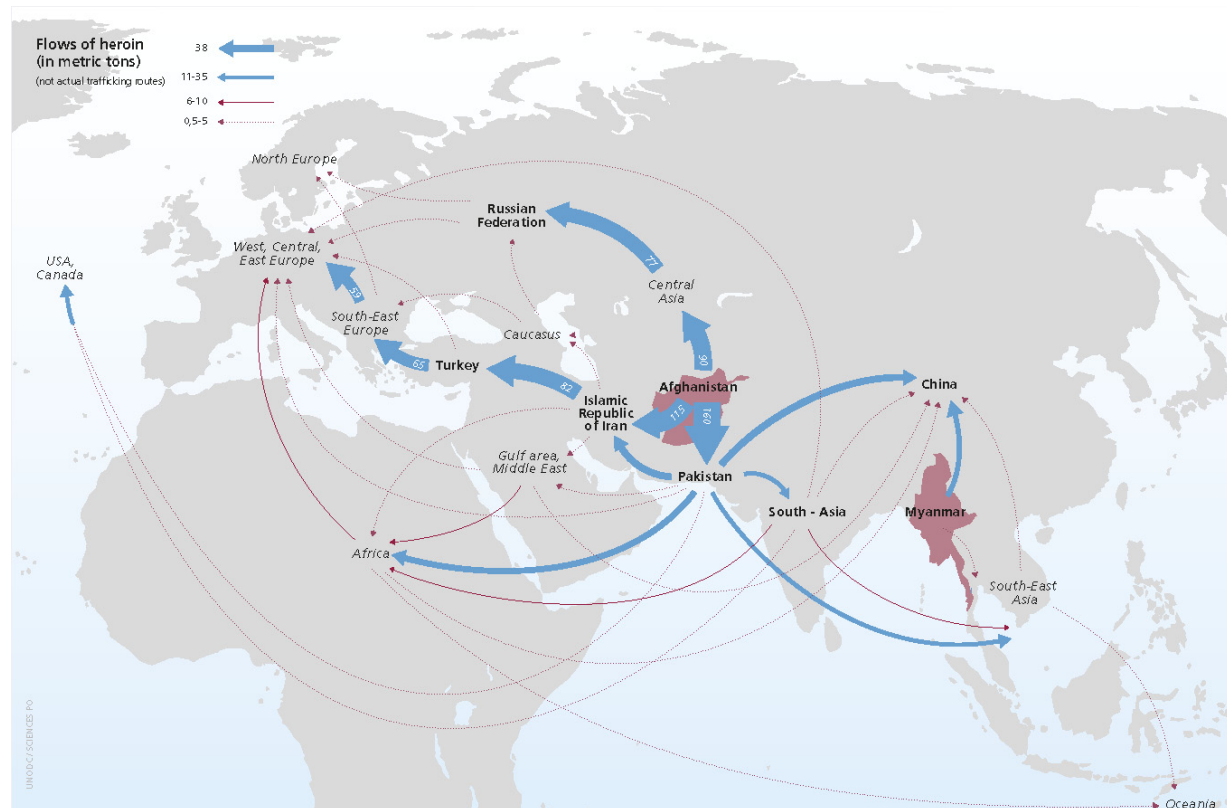 Flows of heroin
(in metric tons)
(not actual trafficking routes)
38
11-35
6-10
0,5-5
North Europe
Russian
Federation
West, Central,
East Europe
USA,
Canada
77
Central
Asia
59
South-East
Europe
Caucasus
65
Turkey
82
90
Afghanistan
Islamic
Republic
of Iran
115
160
China
Gulf area,
Middle East
Pakistan
South - Asia
Myanmar
Africa
South-East
Asia
UNODC / SCIENCES PO
Oceania